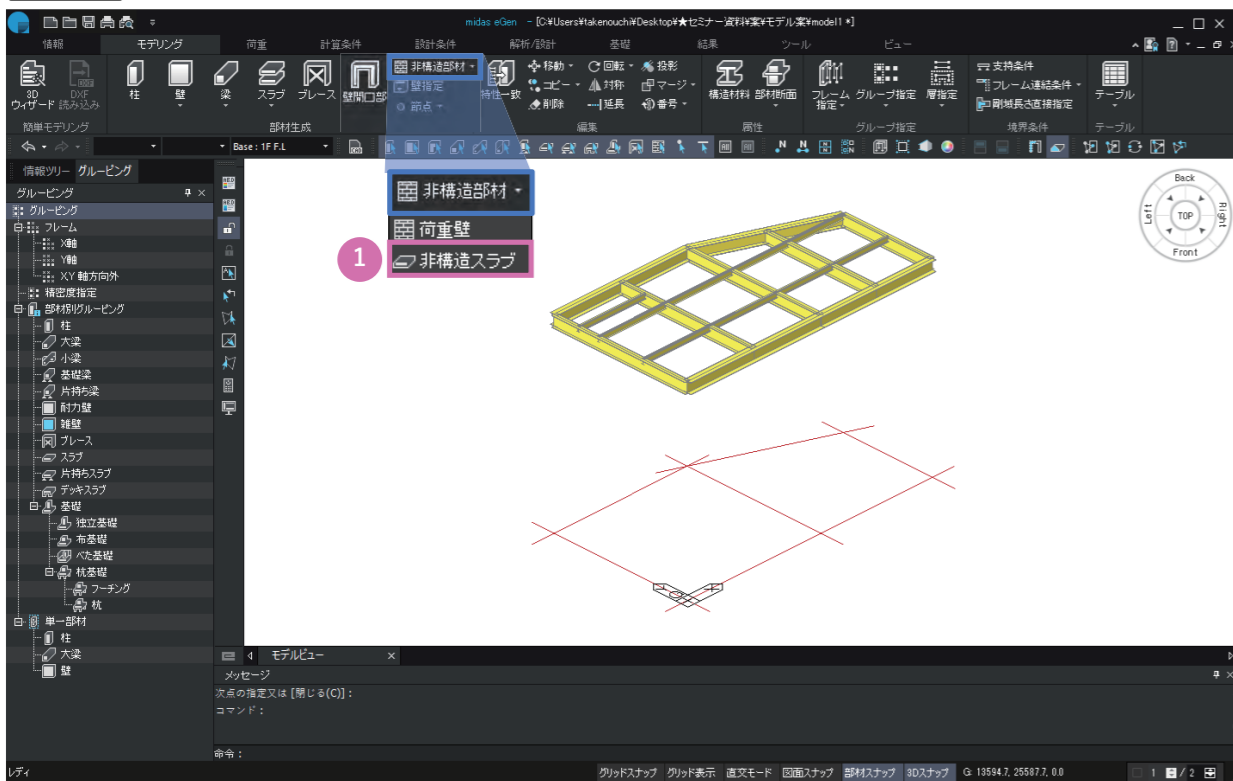 midas eGen - [C:¥Users¥takenouchi¥Desktop¥★セミナー資料¥案¥モデル案¥model1 *]
情報 モデリング 荷重 計算条件 設計条件 解析/設計 基礎 結果 ツール ビュー
3D ウィザード
DXF 読み込み
柱 壁 梁 スラブ ブレース 壁開口部
非構造部材
壁指定
節点
特性一致
移動 回転 投影
コピー 対称 マージ
削除 延長 番号
構造材料 部材断面
フレーム指定 グループ指定 層指定
支持条件
フレーム連結条件
剛域長さ直接指定
テーブル
簡単モデリング 部材生成 編集 属性 グループ指定 境界条件 テーブル
Base : 1F F.L
情報ツリー グルーピング
グルーピング
グルーピング
フレーム
X軸
Y軸
XY 軸方向外
精密度指定
部材別グルーピング
柱
大梁
小梁
基礎梁
片持ち梁
耐力壁
雑壁
ブレース
スラブ
片持ちスラブ
デッキスラブ
基礎
独立基礎
布基礎
べた基礎
杭基礎
フーチング
杭
単一部材
柱
大梁
壁
非構造部材
荷重壁
1 非構造スラブ
Back
Left TOP Right
Front
モデルビュー
メッセージ
次点の指定又は [閉じる(C)] :
コマンド :
命令 :
レディ
グリッドスナップ グリッド表示 直交モード 図面スナップ 部材スナップ 3Dスナップ G: 13594.7, 25587.7, 0.0 1 / 2